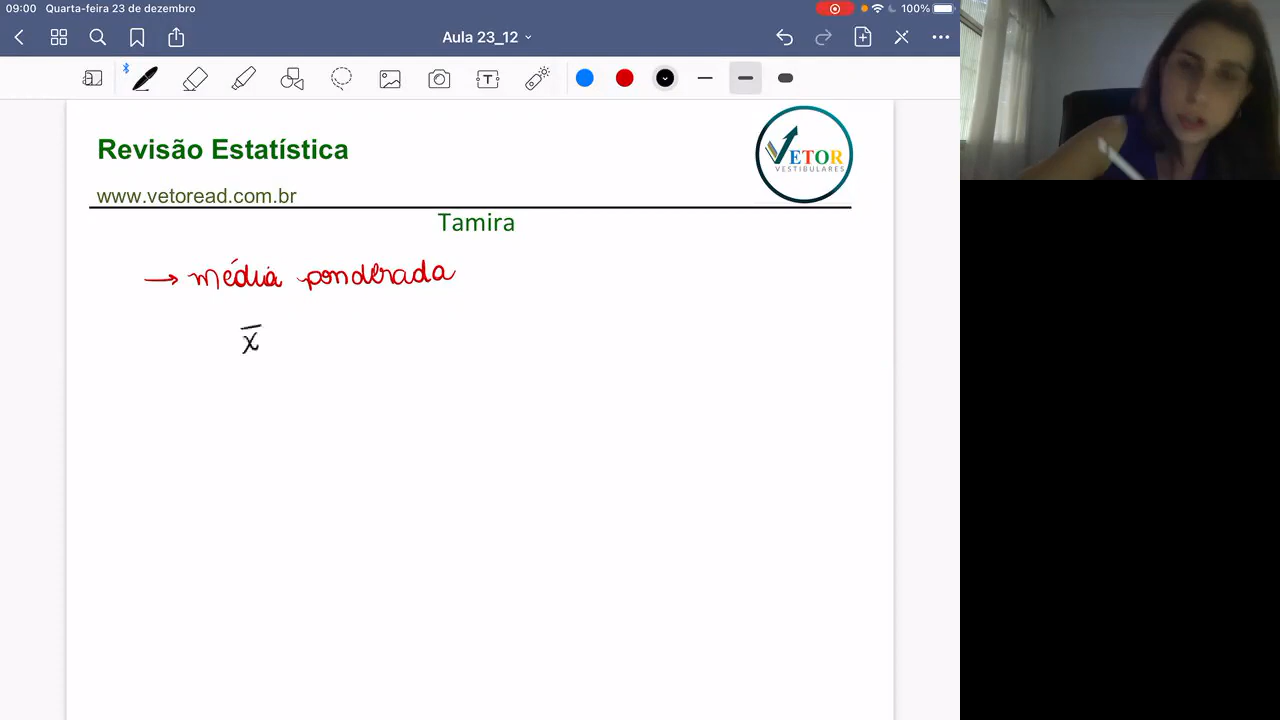 09:00 Quarta-feira 23 de dezembro 100%
Aula 23_12
T
Revisão Estatística
VETOR
VESTIBULARES
www.vetoread.com.br
Tamira
→ média ponderada
x̅